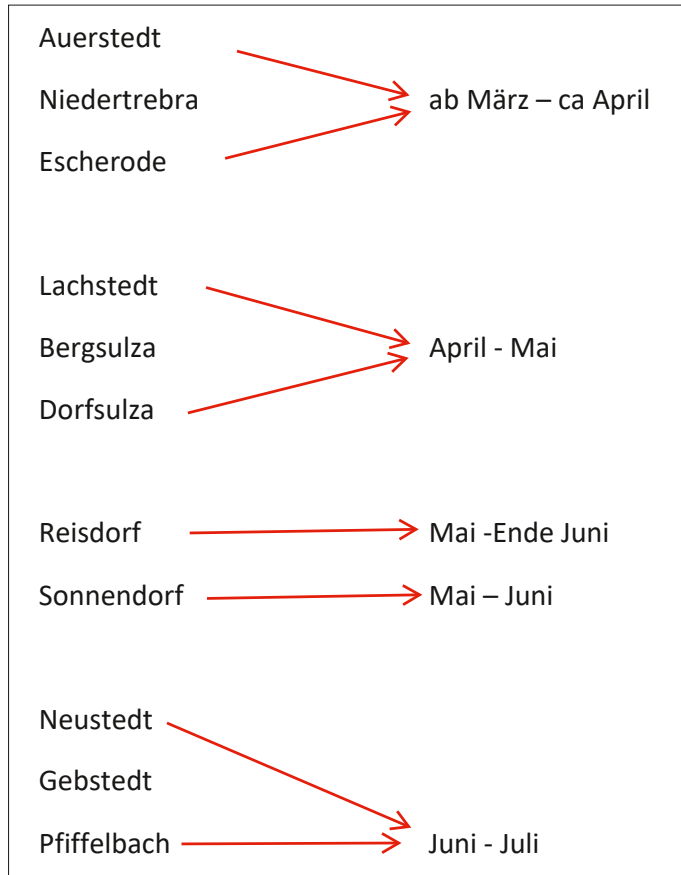 Auerstedt
Niedertrebra ab März – ca April
Escherode
Lachstedt
Bergsulza April - Mai
Dorfsulza
Reisdorf Mai -Ende Juni
Sonnendorf Mai – Juni
Neustedt
Gebstedt
Pfiffelbach Juni - Juli